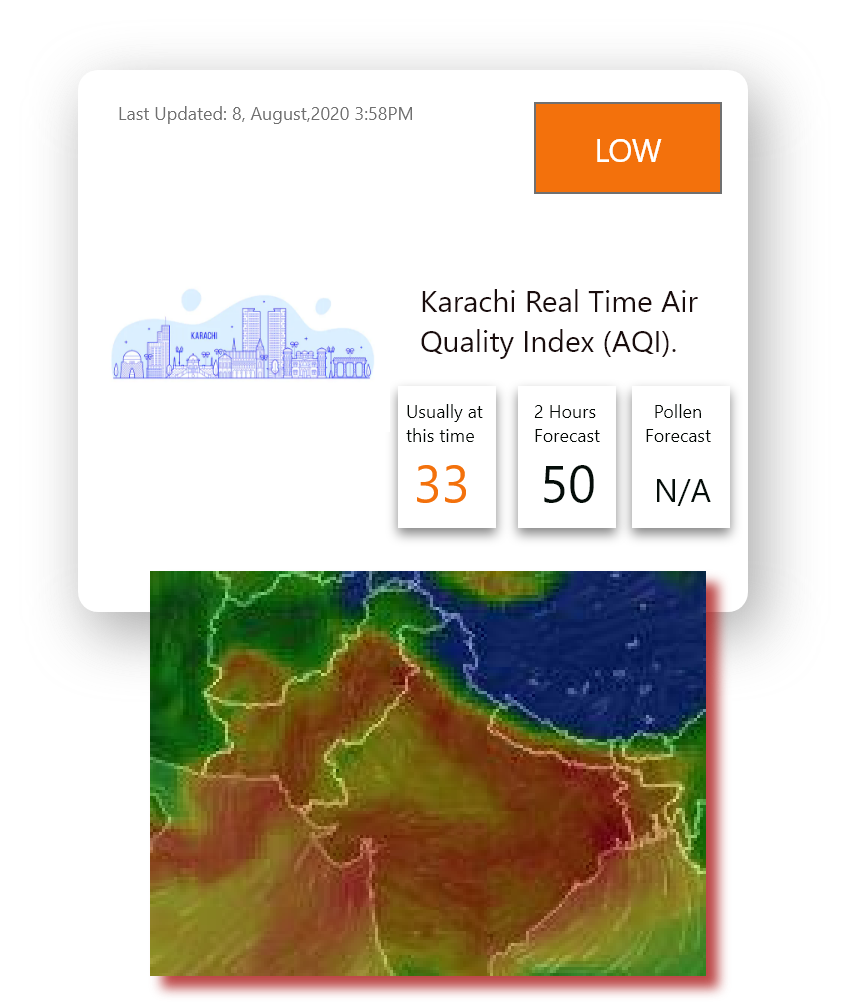 Last Updated: 8, August,2020 3:58PM
LOW
KARACHI
Karachi Real Time Air
Quality Index (AQI).
Usually at
this time
33
2 Hours
Forecast
50
Pollen
Forecast
N/A